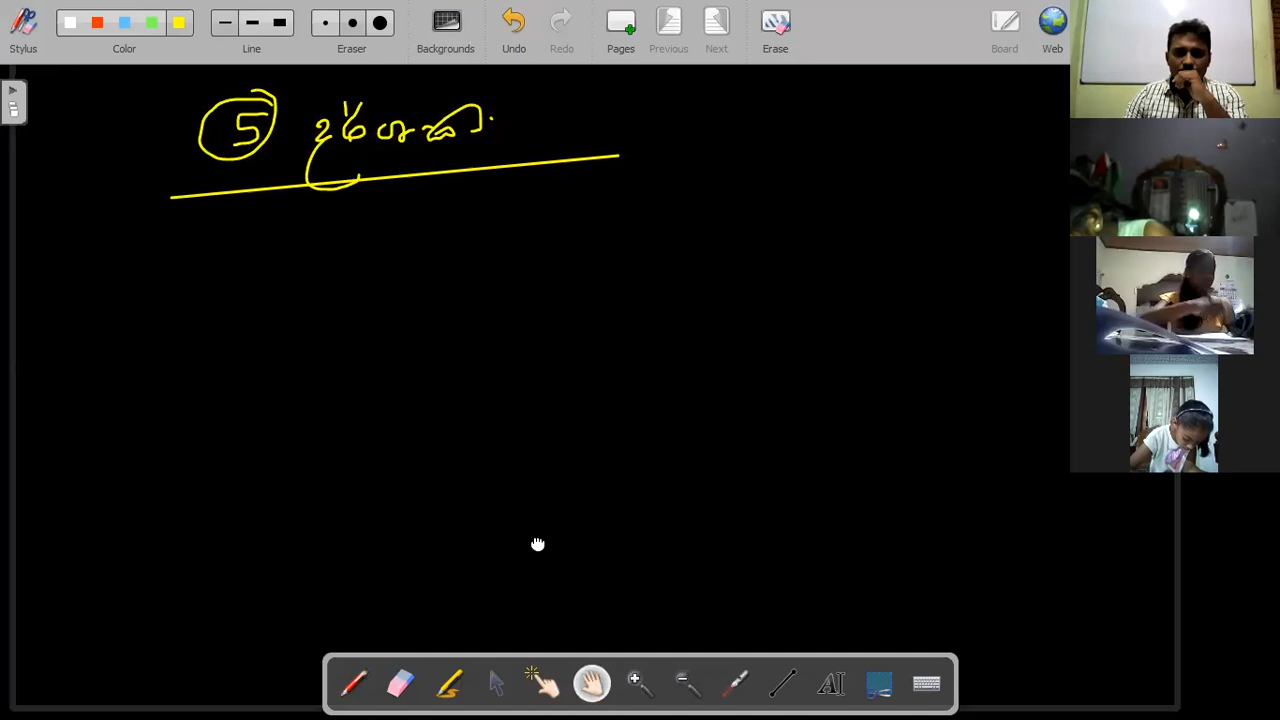 Stylus Color Line Eraser Backgrounds Undo Redo Pages Previous Next Erase Board Web
5 දර්ශක.